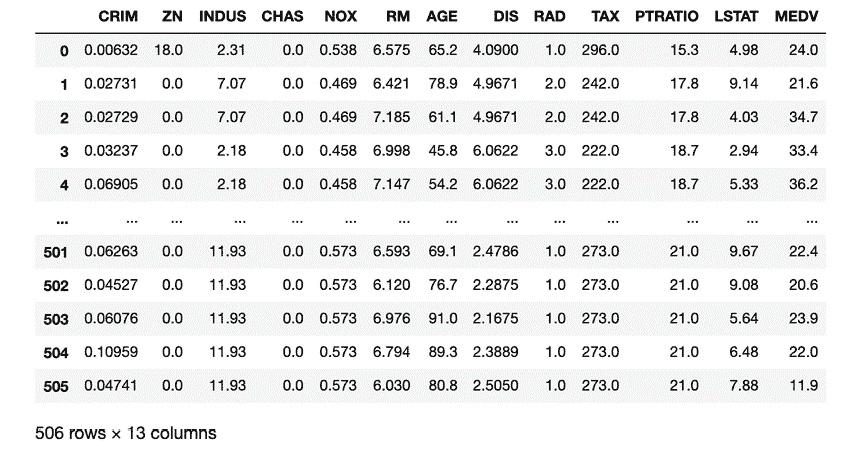 CRIM ZN INDUS CHAS NOX RM AGE DIS RAD TAX PTRATIO LSTAT MEDV
0 0.00632 18.0 2.31 0.0 0.538 6.575 65.2 4.0900 1.0 296.0 15.3 4.98 24.0
1 0.02731 0.0 7.07 0.0 0.469 6.421 78.9 4.9671 2.0 242.0 17.8 9.14 21.6
2 0.02729 0.0 7.07 0.0 0.469 7.185 61.1 4.9671 2.0 242.0 17.8 4.03 34.7
3 0.03237 0.0 2.18 0.0 0.458 6.998 45.8 6.0622 3.0 222.0 18.7 2.94 33.4
4 0.06905 0.0 2.18 0.0 0.458 7.147 54.2 6.0622 3.0 222.0 18.7 5.33 36.2
... ... ... ... ... ... ... ... ... ... ... ... ... ...
501 0.06263 0.0 11.93 0.0 0.573 6.593 69.1 2.4786 1.0 273.0 21.0 9.67 22.4
502 0.04527 0.0 11.93 0.0 0.573 6.120 76.7 2.2875 1.0 273.0 21.0 9.08 20.6
503 0.06076 0.0 11.93 0.0 0.573 6.976 91.0 2.1675 1.0 273.0 21.0 5.64 23.9
504 0.10959 0.0 11.93 0.0 0.573 6.794 89.3 2.3889 1.0 273.0 21.0 6.48 22.0
505 0.04741 0.0 11.93 0.0 0.573 6.030 80.8 2.5050 1.0 273.0 21.0 7.88 11.9
506 rows × 13 columns